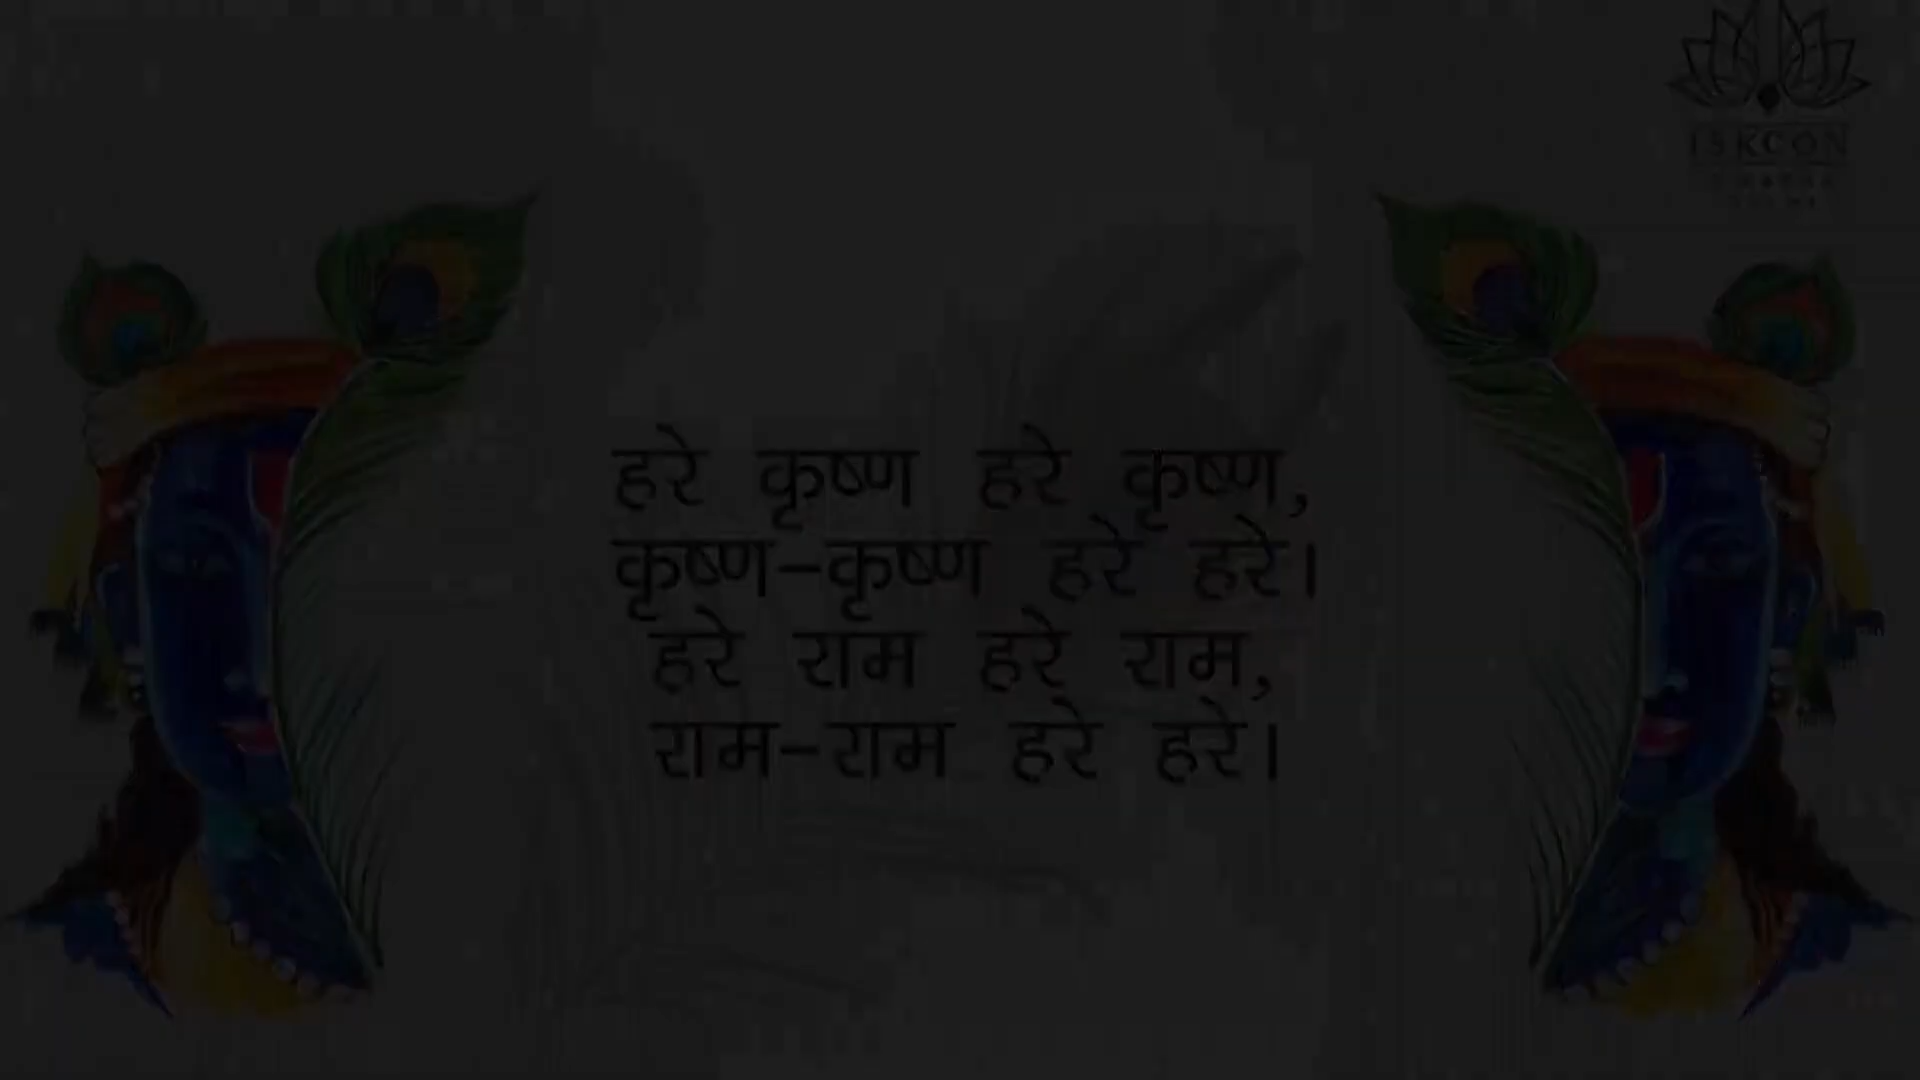 ISKCON
हरे कृष्ण हरे कृष्ण,
कृष्ण-कृष्ण हरे हरे।
हरे राम हरे राम,
राम-राम हरे हरे।